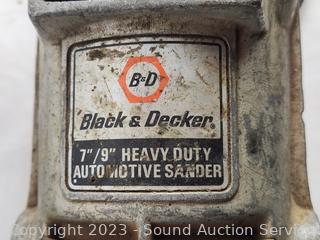 B&D
Black & Decker®
7"/9" HEAVY DUTY
AUTOMOTIVE SANDER
Copyright © 2023 - Sound Auction Service